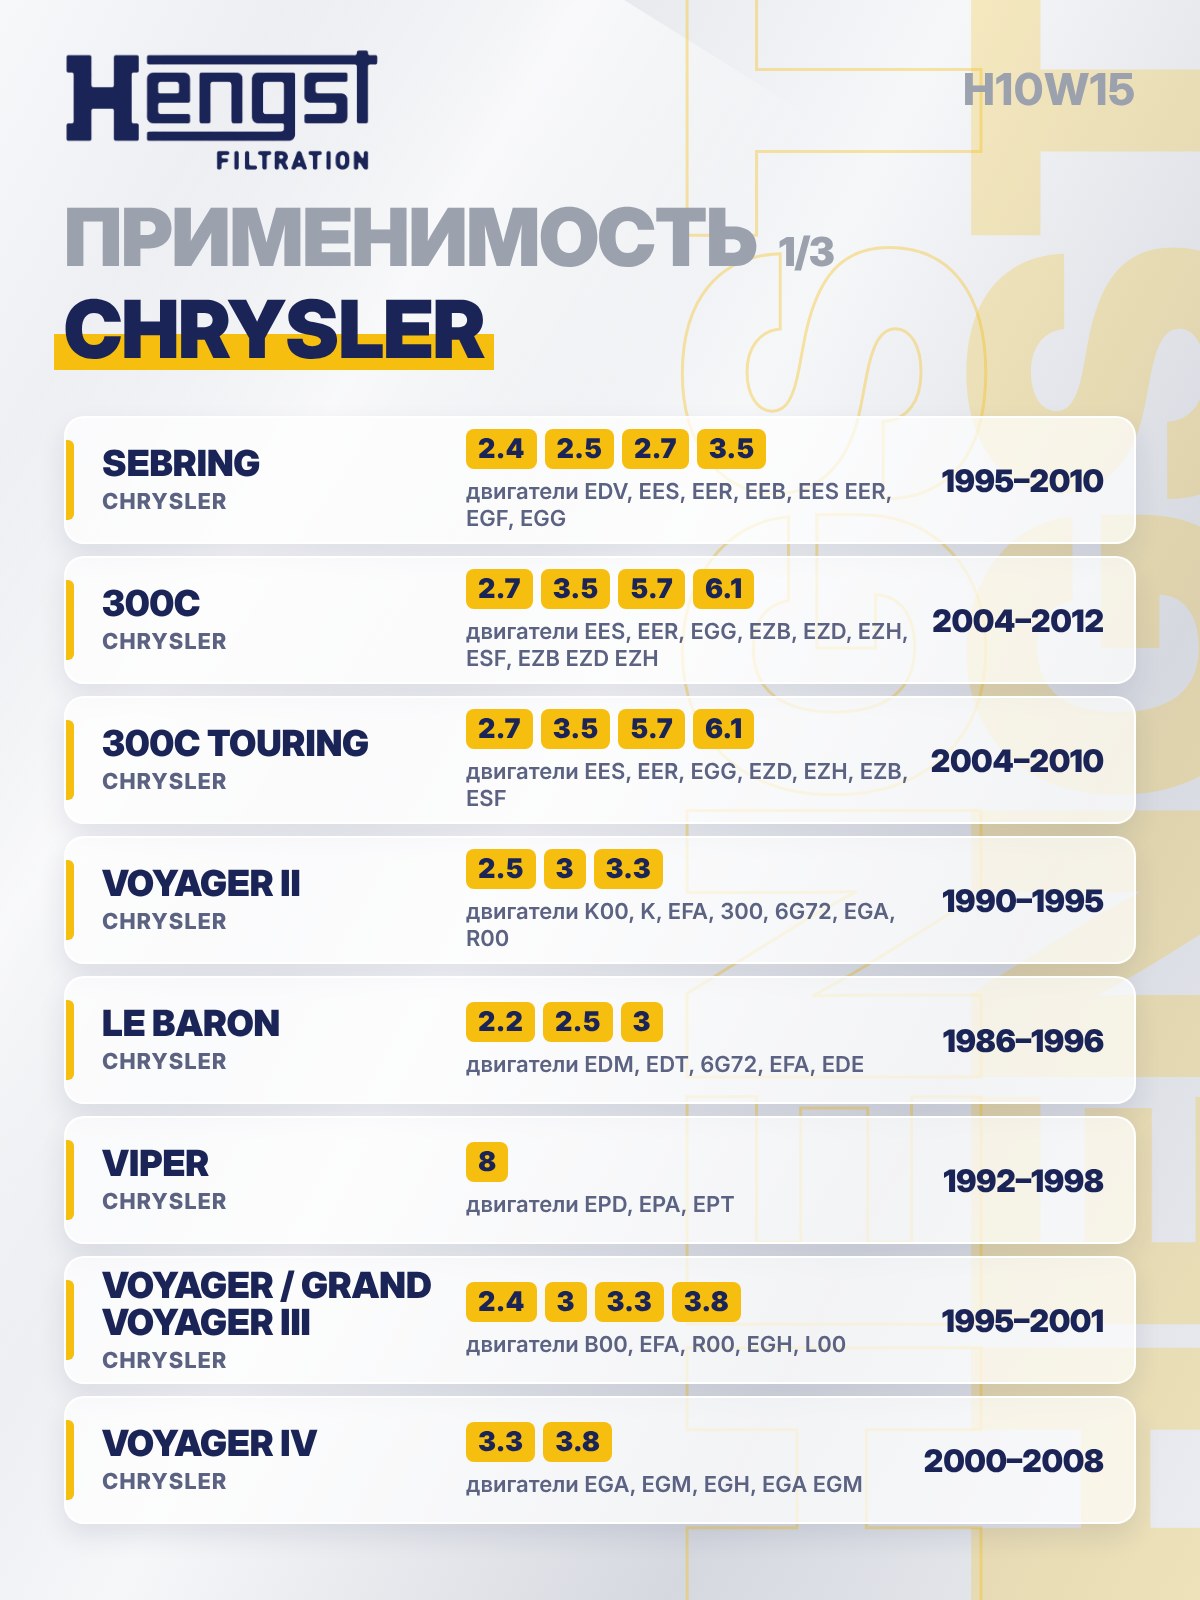 Hengst
FILTRATION
H10W15
ПРИМЕНИМОСТЬ 1/3
CHRYSLER
SEBRING
CHRYSLER
2.4 2.5 2.7 3.5
двигатели EDV, EES, EER, EEB, EES EER,
EGF, EGG
1995–2010
300C
CHRYSLER
2.7 3.5 5.7 6.1
двигатели EES, EER, EGG, EZB, EZD, EZH,
ESF, EZB EZD EZH
2004–2012
300C TOURING
CHRYSLER
2.7 3.5 5.7 6.1
двигатели EES, EER, EGG, EZD, EZH, EZB,
ESF
2004–2010
VOYAGER II
CHRYSLER
2.5 3 3.3
двигатели K00, K, EFA, 300, 6G72, EGA,
R00
1990–1995
LE BARON
CHRYSLER
2.2 2.5 3
двигатели EDM, EDT, 6G72, EFA, EDE
1986–1996
VIPER
CHRYSLER
8
двигатели EPD, EPA, EPT
1992–1998
VOYAGER / GRAND
VOYAGER III
CHRYSLER
2.4 3 3.3 3.8
двигатели B00, EFA, R00, EGH, L00
1995–2001
VOYAGER IV
CHRYSLER
3.3 3.8
двигатели EGA, EGM, EGH, EGA EGM
2000–2008
HENGST
HENGST